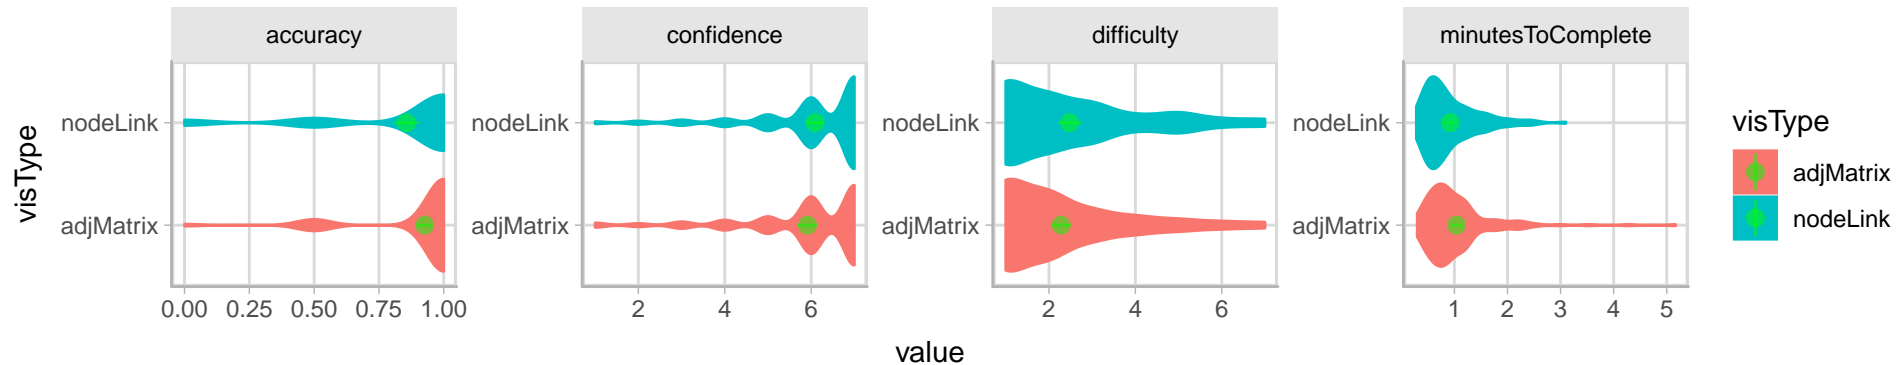 accuracy
confidence
difficulty
minutesToComplete
visType
nodeLink
adjMatrix
0.00 0.25 0.50 0.75 1.00
nodeLink
adjMatrix
2 4 6
nodeLink
adjMatrix
2 4 6
nodeLink
adjMatrix
1 2 3 4 5
value
visType
adjMatrix
nodeLink